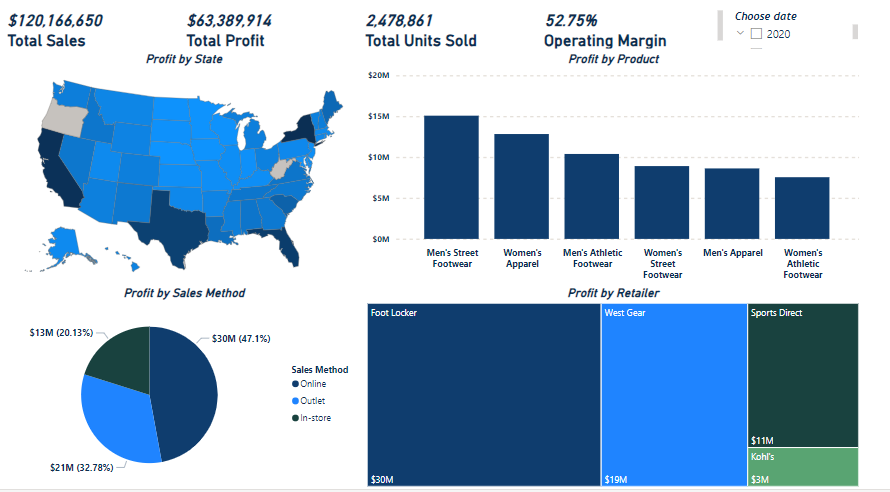 $120,166,650
Total Sales
$63,389,914
Total Profit
2,478,861
Total Units Sold
52.75%
Operating Margin
Choose date
2020
Profit by State
Profit by Product
$20M
$15M
$10M
$5M
$0M
Men's Street
Footwear
Women's
Apparel
Men's Athletic
Footwear
Women's
Street
Footwear
Men's Apparel
Women's
Athletic
Footwear
Profit by Sales Method
$13M (20.13%)
$30M (47.1%)
$21M (32.78%)
Sales Method
Online
Outlet
In-store
Profit by Retailer
Foot Locker
$30M
West Gear
$19M
Sports Direct
$11M
Kohl's
$3M